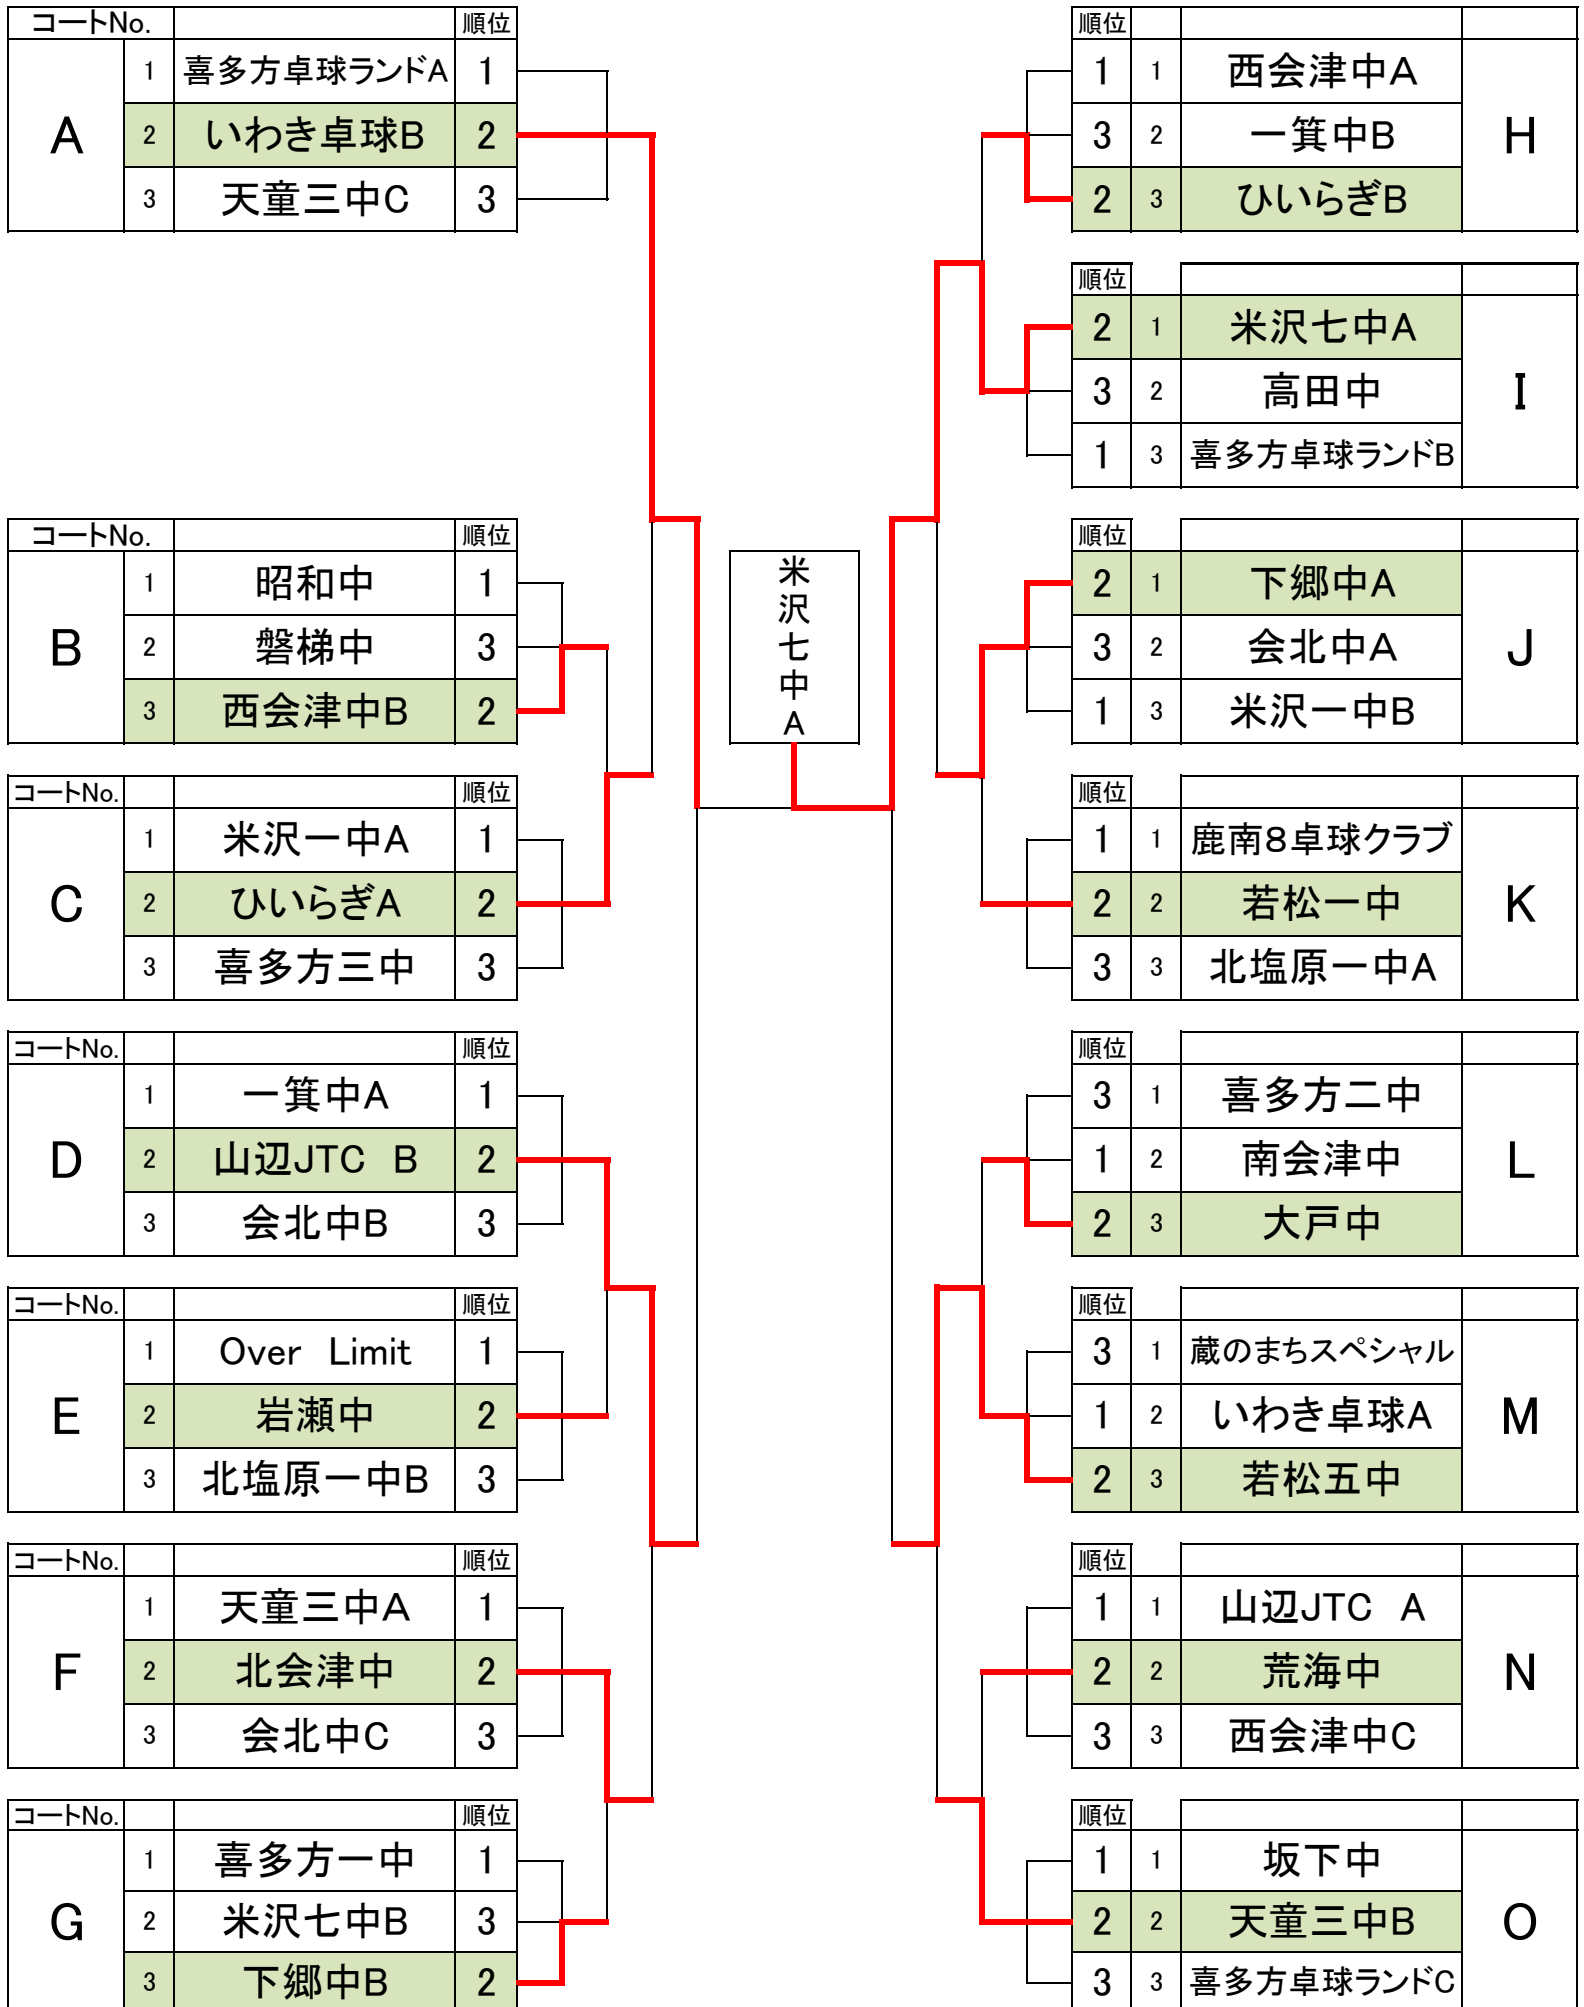 コートNo. 順位
A 1 喜多方卓球ランドA 1
2 いわき卓球B 2
3 天童三中C 3
コートNo. 順位
B 1 昭和中 1
2 磐梯中 3
3 西会津中B 2
コートNo. 順位
C 1 米沢一中A 1
2 ひいらぎA 2
3 喜多方三中 3
コートNo. 順位
D 1 一箕中A 1
2 山辺JTC B 2
3 会北中B 3
コートNo. 順位
E 1 Over Limit 1
2 岩瀬中 2
3 北塩原一中B 3
コートNo. 順位
F 1 天童三中A 1
2 北会津中 2
3 会北中C 3
コートNo. 順位
G 1 喜多方一中 1
2 米沢七中B 3
3 下郷中B 2
米沢七中A
順位
1 1 西会津中A H
3 2 一箕中B
2 3 ひいらぎB
順位
2 1 米沢七中A I
3 2 高田中
1 3 喜多方卓球ランドB
順位
2 1 下郷中A J
3 2 会北中A
1 3 米沢一中B
順位
1 1 鹿南8卓球クラブ K
2 2 若松一中
3 3 北塩原一中A
順位
3 1 喜多方二中 L
1 2 南会津中
2 3 大戸中
順位
3 1 蔵のまちスペシャル M
1 2 いわき卓球A
2 3 若松五中
順位
1 1 山辺JTC A N
2 2 荒海中
3 3 西会津中C
順位
1 1 坂下中 O
2 2 天童三中B
3 3 喜多方卓球ランドC